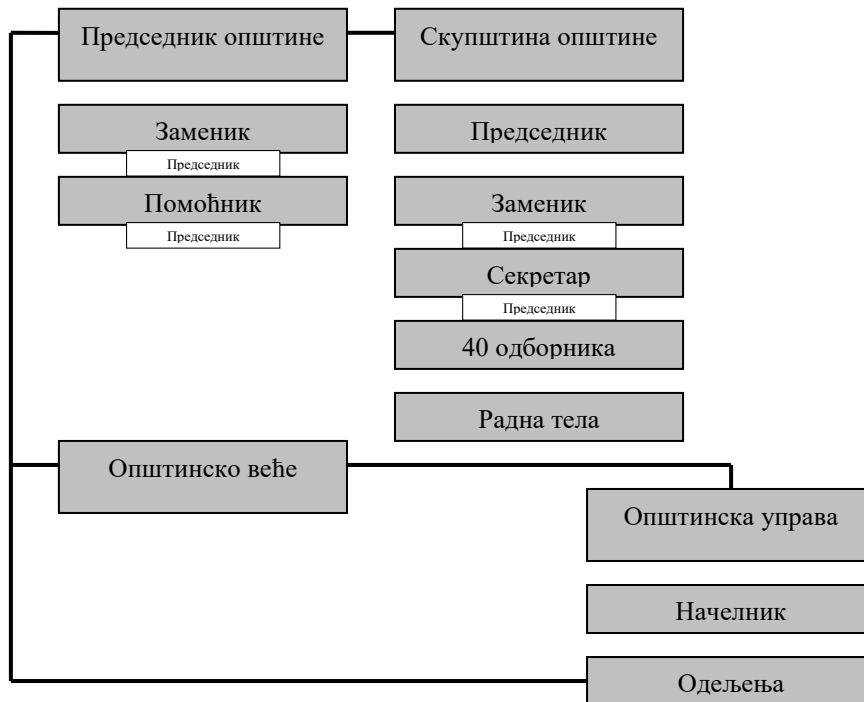 Председник општине
Скупштина општине
Заменик
Председник
Председник
Помоћник
Заменик
Председник
Председник
Секретар
Председник
40 одборника
Радна тела
Општинско веће
Општинска управа
Начелник
Одељења